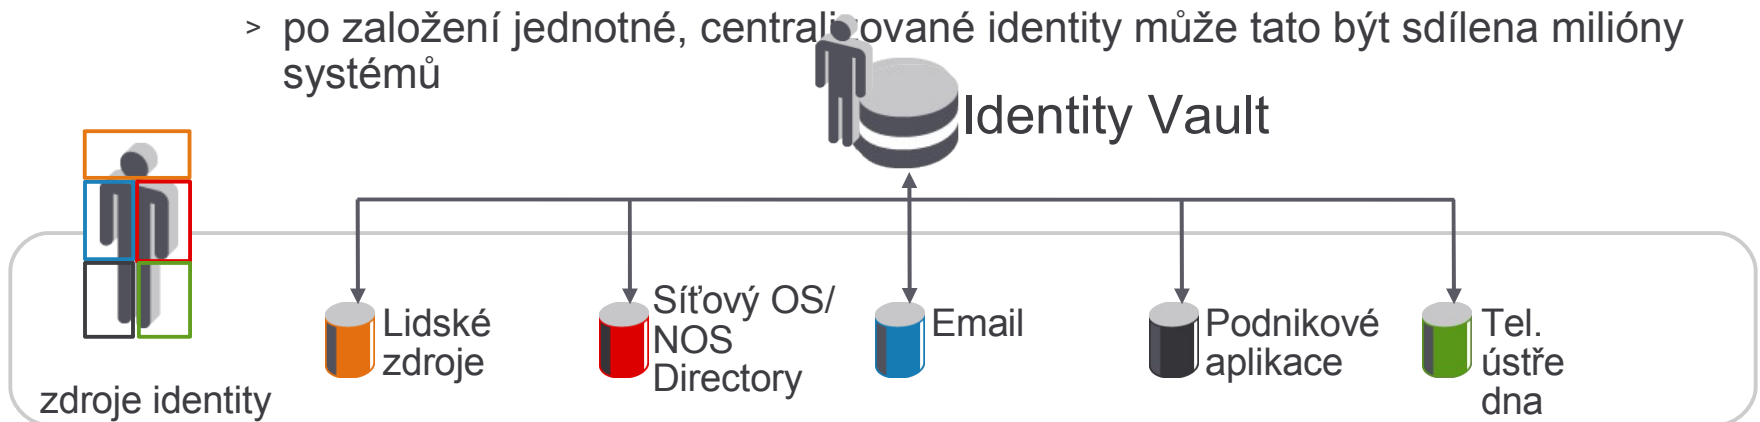 > po založení jednotné, centralizované identity může tato být sdílena milióny
systémů
Identity Vault
Lidské
zdroje
Síťový OS/
NOS
Directory
Email
Podnikové
aplikace
Tel.
ústře
dna
zdroje identity